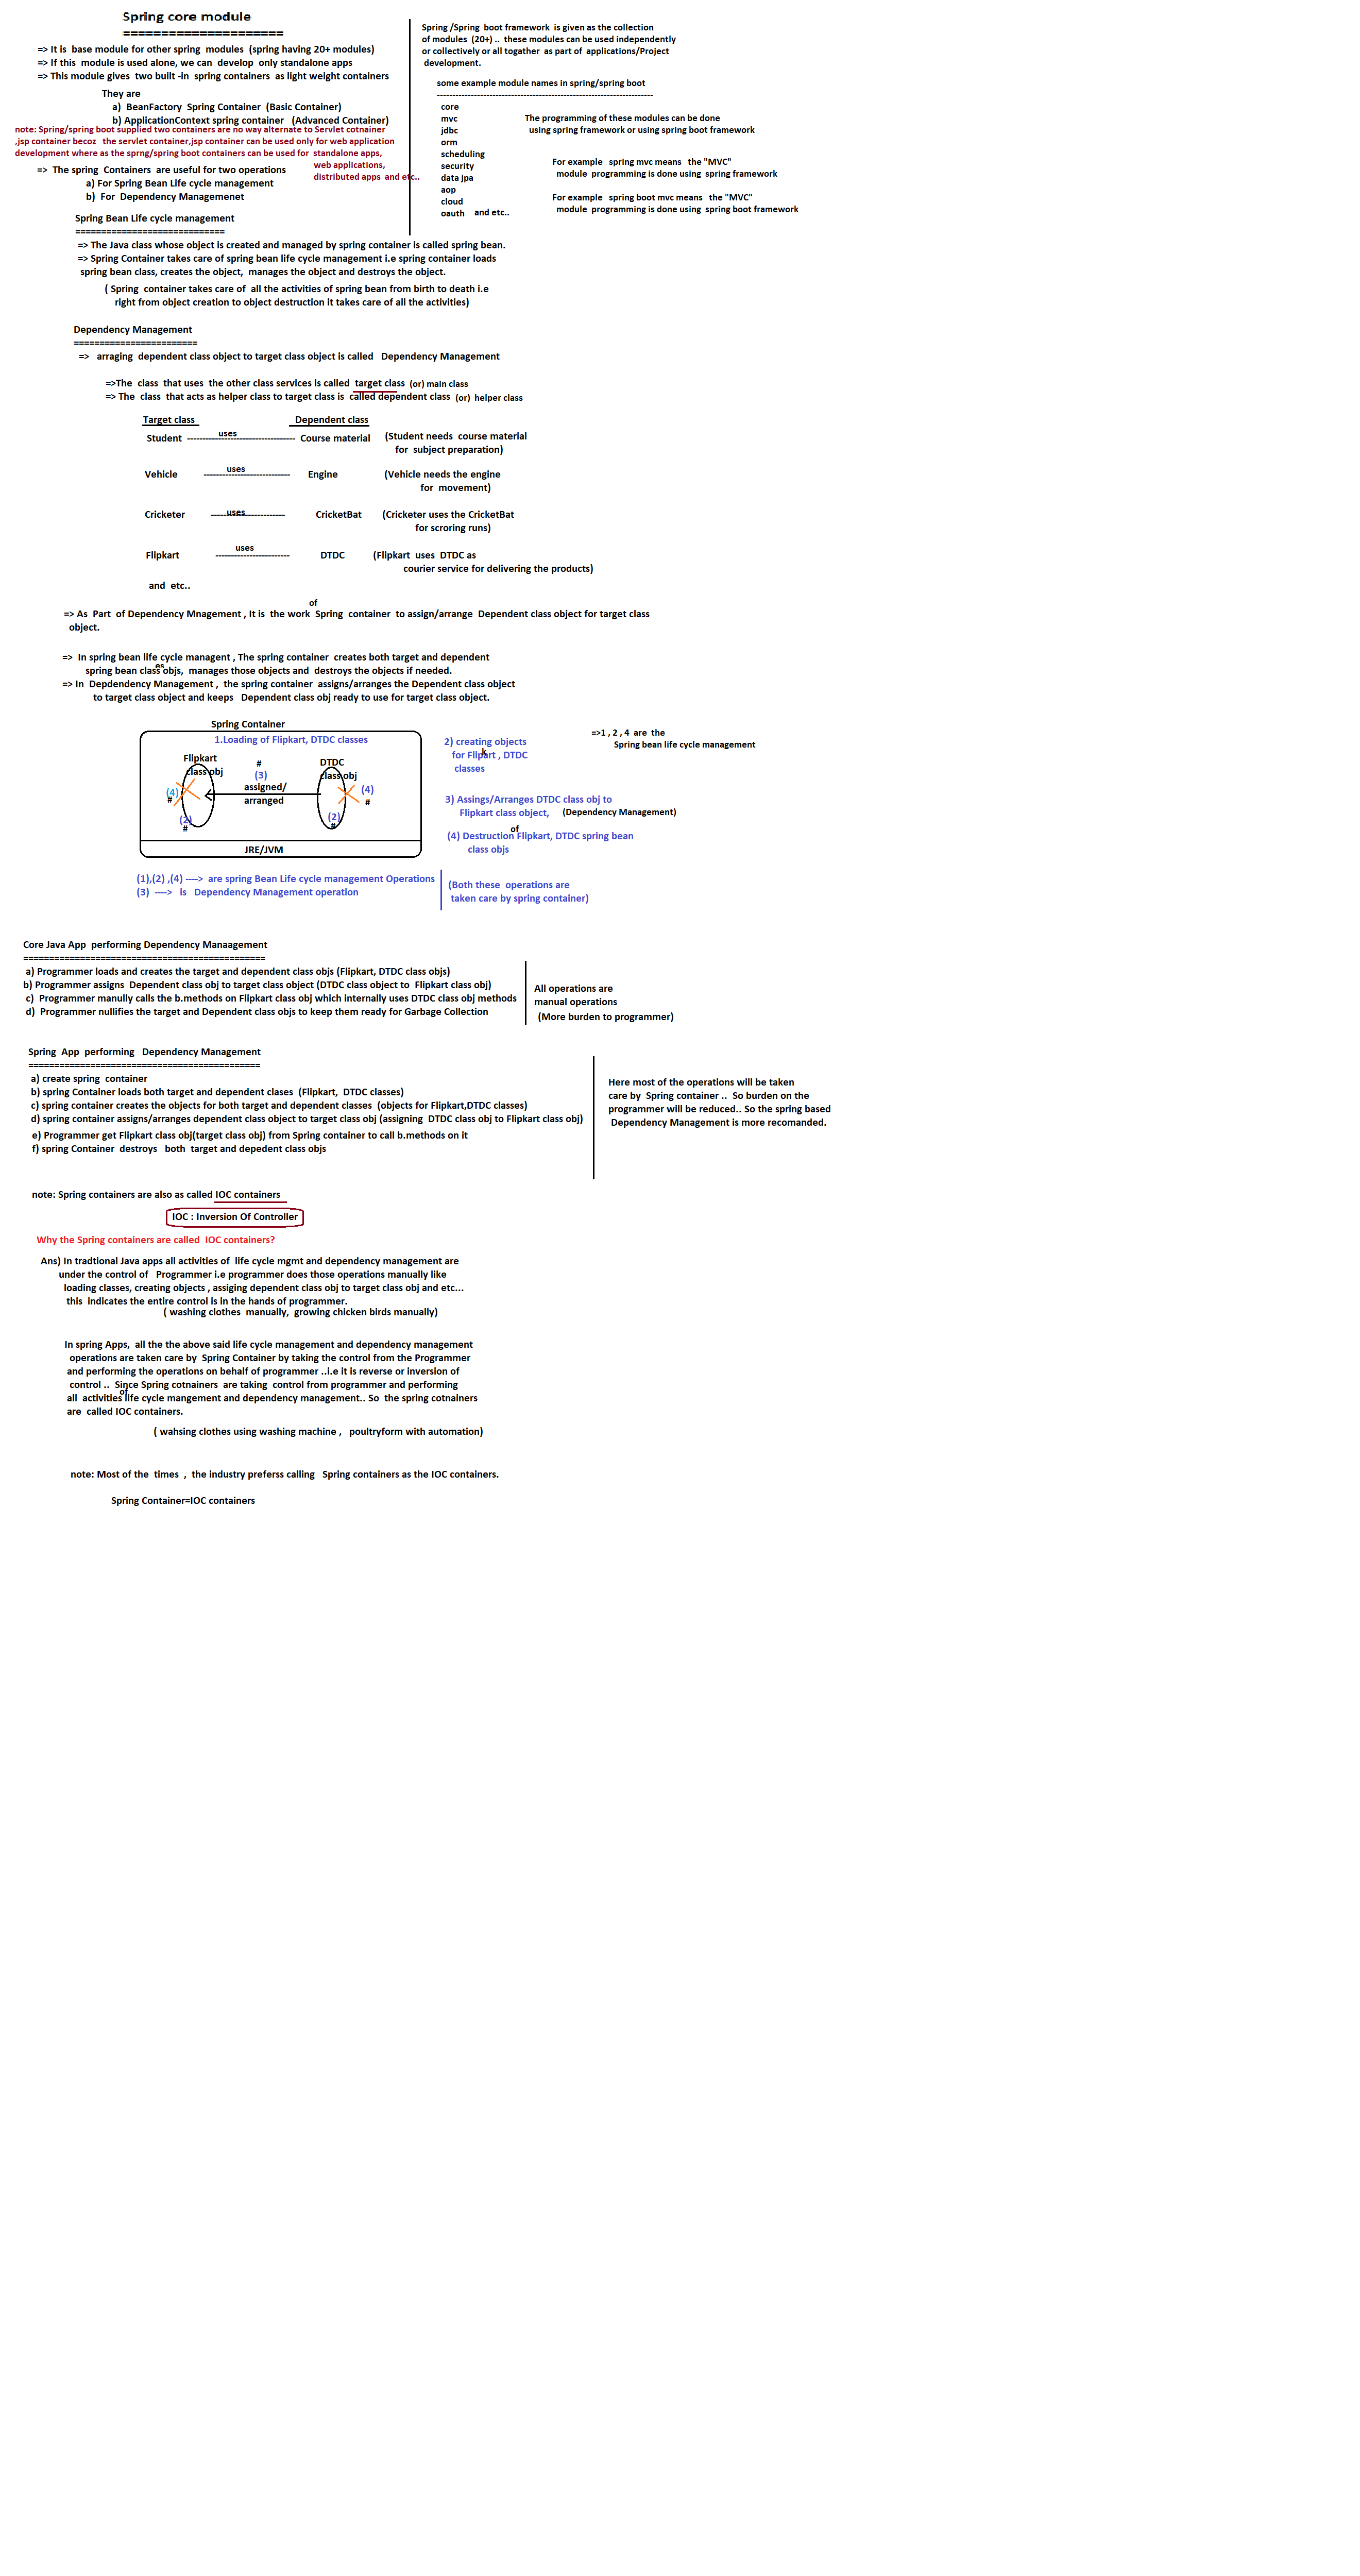 Spring core module
=====================
=> It is base module for other spring modules (spring having 20+ modules)
=> If this module is used alone, we can develop only standalone apps
=> This module gives two built -in spring containers as light weight containers
They are
a) BeanFactory Spring Container (Basic Container)
b) ApplicationContext spring container (Advanced Container)
note: Spring/spring boot supplied two containers are no way alternate to Servlet cotnainer
,jsp container becoz the servlet container,jsp container can be used only for web application
development where as the sprng/spring boot containers can be used for standalone apps,
web applications,
distributed apps and etc..
=> The spring Containers are useful for two operations
a) For Spring Bean Life cycle management
b) For Dependency Managemenet
Spring /Spring boot framework is given as the collection
of modules (20+) .. these modules can be used independently
or collectively or all togather as part of applications/Project
development.
some example module names in spring/spring boot
-----------------------------------------------------------------------
core
mvc
jdbc
orm
scheduling
security
data jpa
aop
cloud
oauth and etc..
The programming of these modules can be done
using spring framework or using spring boot framework
For example spring mvc means the "MVC"
module programming is done using spring framework
For example spring boot mvc means the "MVC"
module programming is done using spring boot framework
Spring Bean Life cycle management
=============================
=> The Java class whose object is created and managed by spring container is called spring bean.
=> Spring Container takes care of spring bean life cycle management i.e spring container loads
spring bean class, creates the object, manages the object and destroys the object.
( Spring container takes care of all the activities of spring bean from birth to death i.e
right from object creation to object destruction it takes care of all the activities)
Dependency Management
========================
=> arraging dependent class object to target class object is called Dependency Management
=>The class that uses the other class services is called target class (or) main class
=> The class that acts as helper class to target class is called dependent class (or) helper class
Target class Dependent class
Student ----------------------------------- Course material (Student needs course material
uses
for subject preparation)
Vehicle ---------------------------- Engine (Vehicle needs the engine
uses
for movement)
Cricketer ------------------------ CricketBat (Cricketer uses the CricketBat
uses
for scroring runs)
Flipkart ------------------------ DTDC (Flipkart uses DTDC as
uses
courier service for delivering the products)
and etc..
of
=> As Part of Dependency Mnagement , It is the work Spring container to assign/arrange Dependent class object for target class
object.
=> In spring bean life cycle managent , The spring container creates both target and dependent
es
spring bean class objs, manages those objects and destroys the objects if needed.
=> In Depdendency Management , the spring container assigns/arranges the Dependent class object
to target class object and keeps Dependent class obj ready to use for target class object.
Spring Container
1.Loading of Flipkart, DTDC classes
Flipkart
class obj
#
(3)
assigned/
arranged
DTDC
class obj
(4)
#
(2)
#
(4)
#
(2)
#
JRE/JVM
2) creating objects
k
for Flipart , DTDC
classes
=>1 , 2 , 4 are the
Spring bean life cycle management
3) Assings/Arranges DTDC class obj to
Flipkart class object, (Dependency Management)
of
(4) Destruction Flipkart, DTDC spring bean
class objs
(1),(2) ,(4) ----> are spring Bean Life cycle management Operations
(3) ----> is Dependency Management operation
(Both these operations are
taken care by spring container)
Core Java App performing Dependency Manaagement
===============================================
a) Programmer loads and creates the target and dependent class objs (Flipkart, DTDC class objs)
b) Programmer assigns Dependent class obj to target class object (DTDC class object to Flipkart class obj)
c) Programmer manully calls the b.methods on Flipkart class obj which internally uses DTDC class obj methods
d) Programmer nullifies the target and Dependent class objs to keep them ready for Garbage Collection
All operations are
manual operations
(More burden to programmer)
Spring App performing Dependency Management
=============================================
a) create spring container
b) spring Container loads both target and dependent clases (Flipkart, DTDC classes)
c) spring container creates the objects for both target and dependent classes (objects for Flipkart,DTDC classes)
d) spring container assigns/arranges dependent class object to target class obj (assigning DTDC class obj to Flipkart class obj)
e) Programmer get Flipkart class obj(target class obj) from Spring container to call b.methods on it
f) spring Container destroys both target and depedent class objs
Here most of the operations will be taken
care by Spring container .. So burden on the
programmer will be reduced.. So the spring based
Dependency Management is more recomanded.
note: Spring containers are also as called IOC containers
IOC : Inversion Of Controller
Why the Spring containers are called IOC containers?
Ans) In tradtional Java apps all activities of life cycle mgmt and dependency management are
under the control of Programmer i.e programmer does those operations manually like
loading classes, creating objects , assiging dependent class obj to target class obj and etc...
this indicates the entire control is in the hands of programmer.
( washing clothes manually, growing chicken birds manually)
In spring Apps, all the the above said life cycle management and dependency management
operations are taken care by Spring Container by taking the control from the Programmer
and performing the operations on behalf of programmer ..i.e it is reverse or inversion of
control .. Since Spring cotnainers are taking control from programmer and performing
of
all activities life cycle mangement and dependency management.. So the spring cotnainers
are called IOC containers.
( wahsing clothes using washing machine , poultryform with automation)
note: Most of the times , the industry preferss calling Spring containers as the IOC containers.
Spring Container=IOC containers